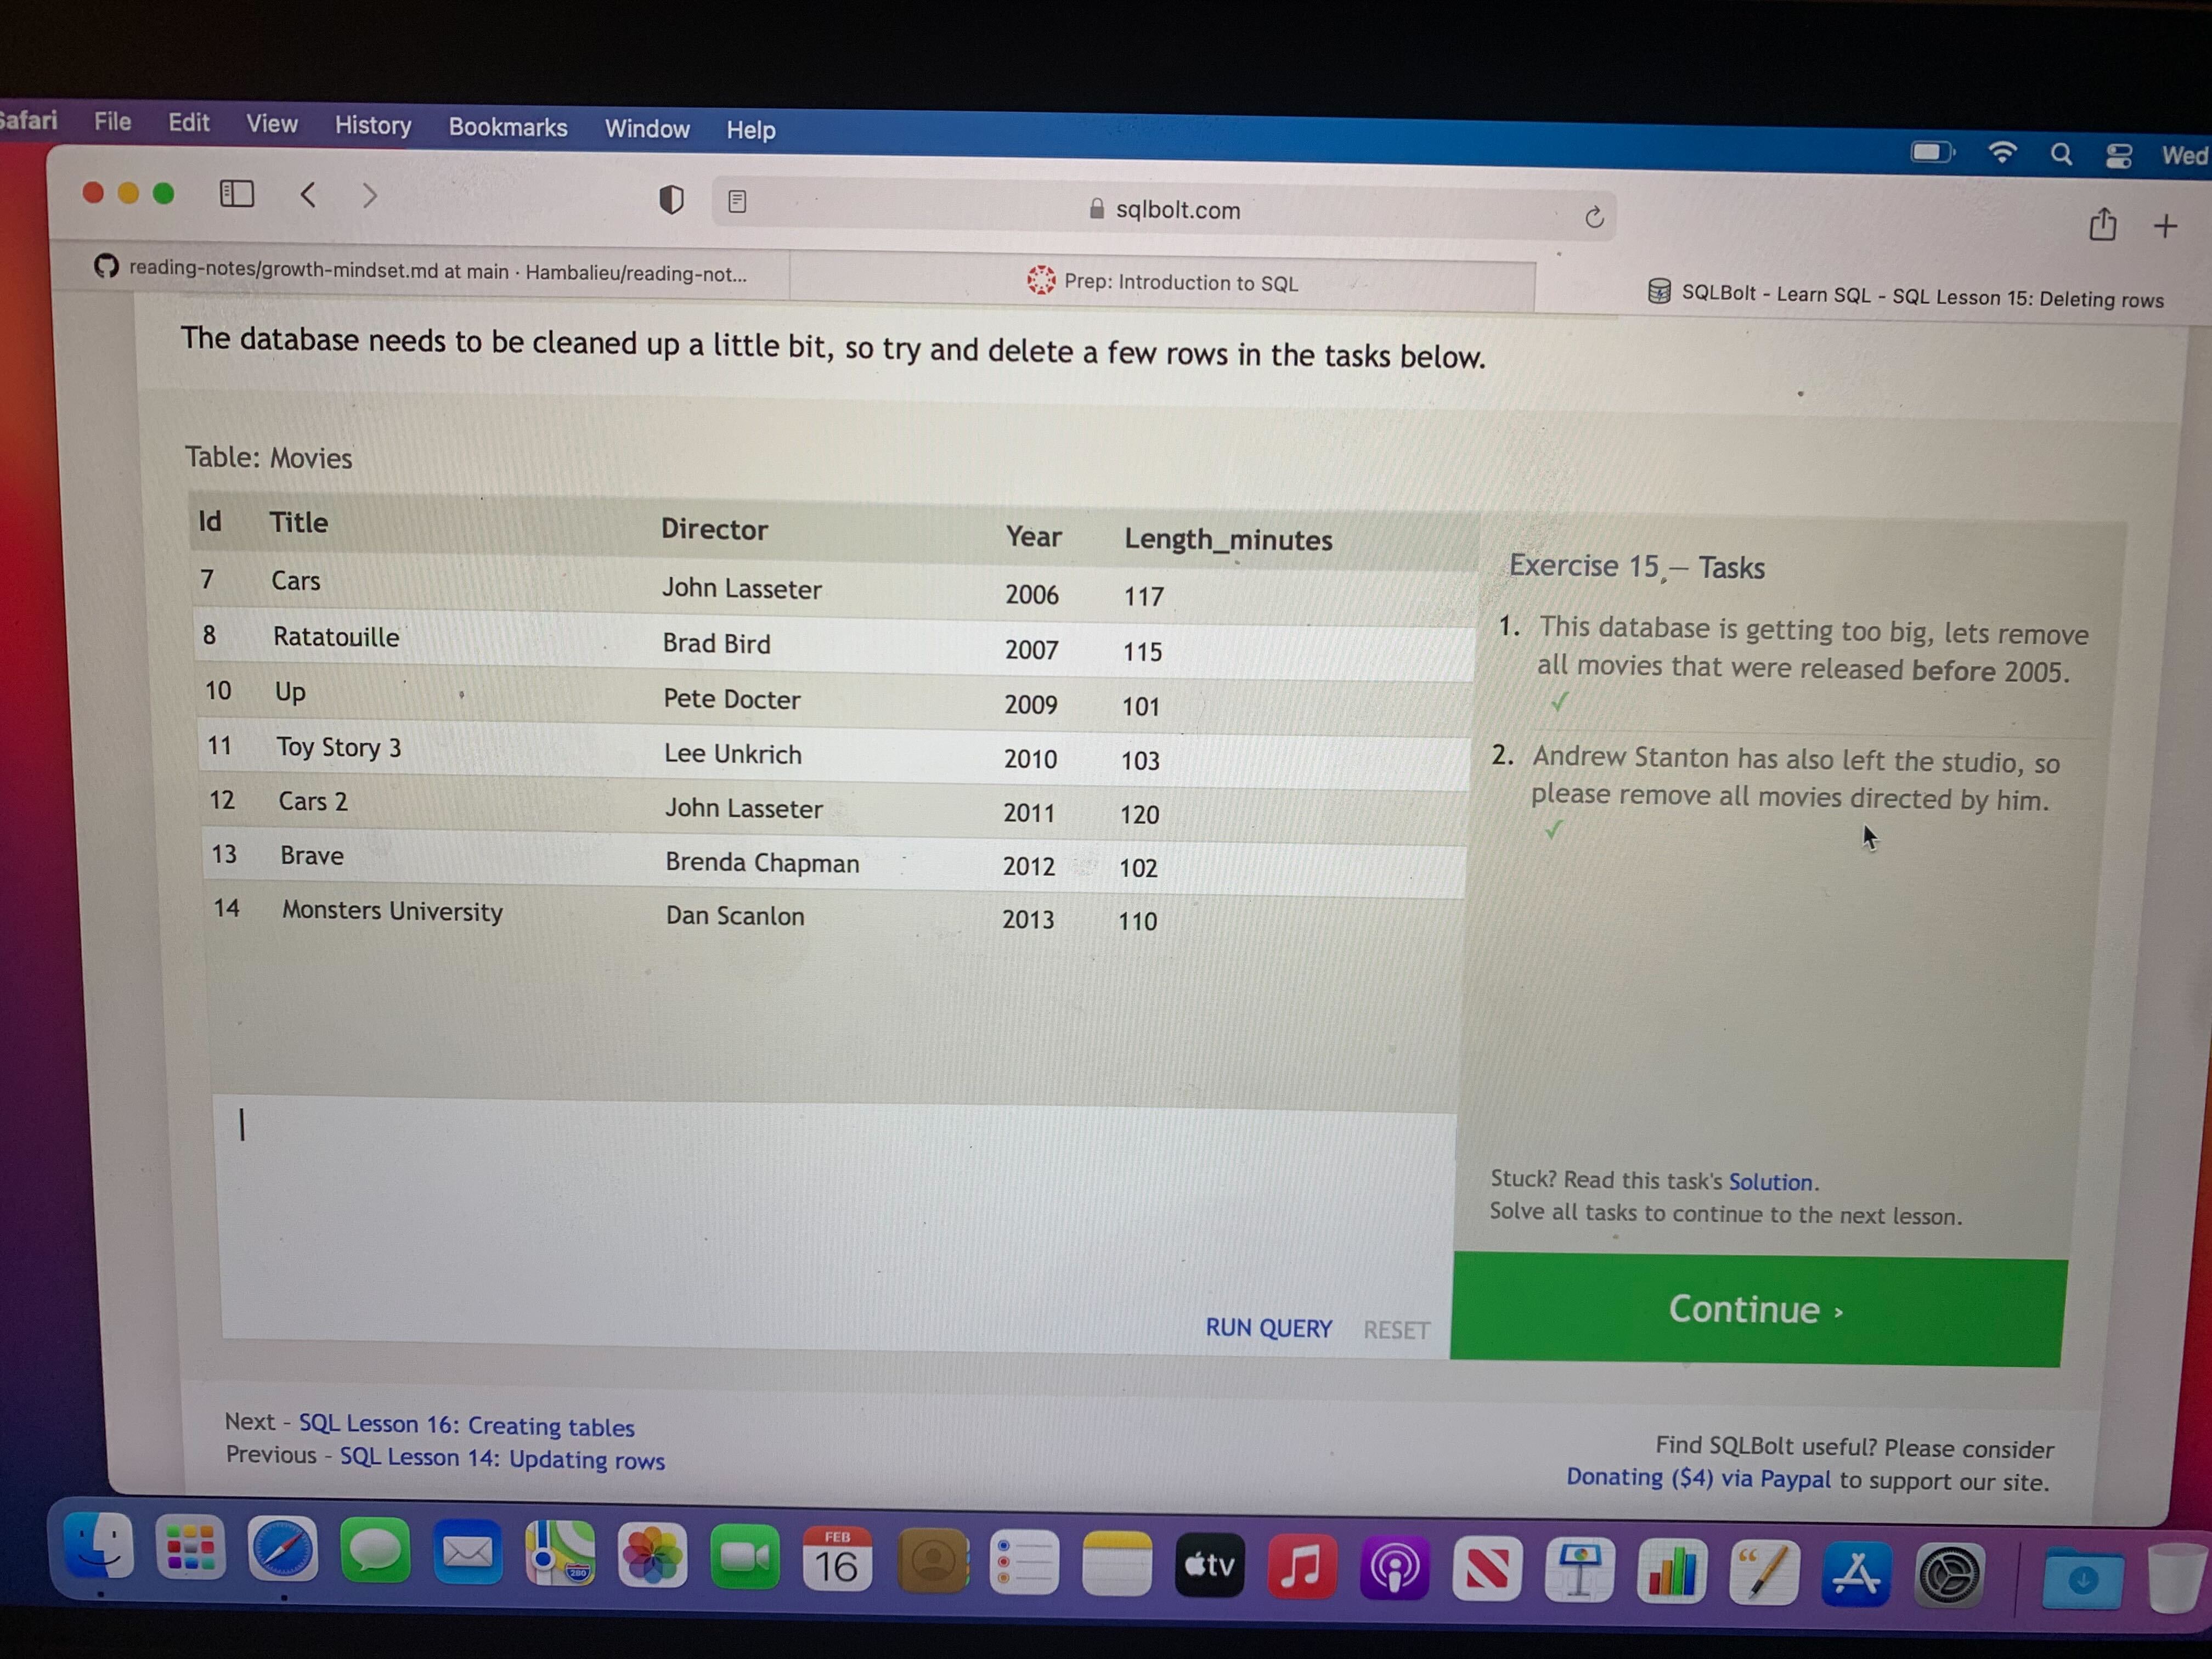 Safari File Edit View History Bookmarks Window Help Wed
sqlbolt.com
reading-notes/growth-mindset.md at main · Hambalieu/reading-not...
Prep: Introduction to SQL
SQLBolt - Learn SQL - SQL Lesson 15: Deleting rows
The database needs to be cleaned up a little bit, so try and delete a few rows in the tasks below.
Table: Movies
Id Title Director Year Length_minutes
7 Cars John Lasseter 2006 117
8 Ratatouille Brad Bird 2007 115
10 Up Pete Docter 2009 101
11 Toy Story 3 Lee Unkrich 2010 103
12 Cars 2 John Lasseter 2011 120
13 Brave Brenda Chapman 2012 102
14 Monsters University Dan Scanlon 2013 110
Exercise 15 — Tasks
1. This database is getting too big, lets remove
all movies that were released before 2005.
✓
2. Andrew Stanton has also left the studio, so
please remove all movies directed by him.
✓
Stuck? Read this task's Solution.
Solve all tasks to continue to the next lesson.
RUN QUERY RESET
Continue ›
Next - SQL Lesson 16: Creating tables
Previous - SQL Lesson 14: Updating rows
Find SQLBolt useful? Please consider
Donating ($4) via Paypal to support our site.
280
FEB
16
tv